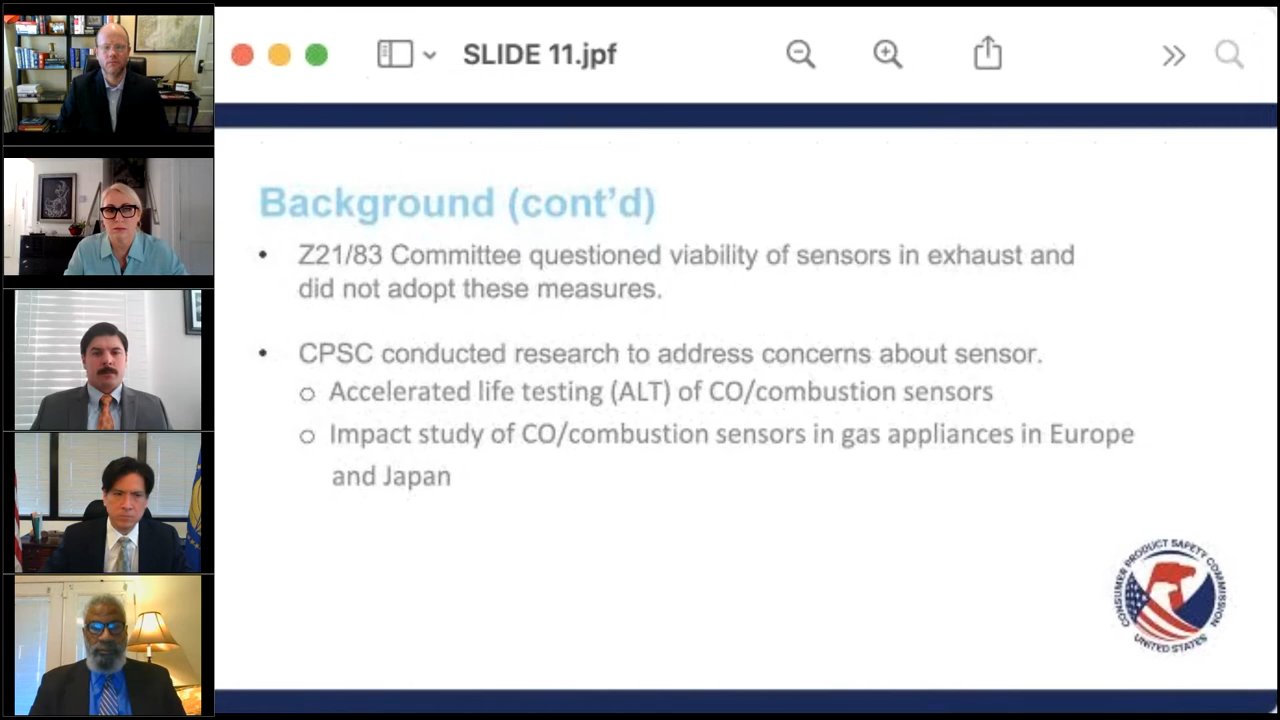 SLIDE 11.jpf
Background (cont’d)
• Z21/83 Committee questioned viability of sensors in exhaust and
did not adopt these measures.
• CPSC conducted research to address concerns about sensor.
o Accelerated life testing (ALT) of CO/combustion sensors
o Impact study of CO/combustion sensors in gas appliances in Europe
and Japan
CONSUMER PRODUCT SAFETY COMMISSION
UNITED STATES